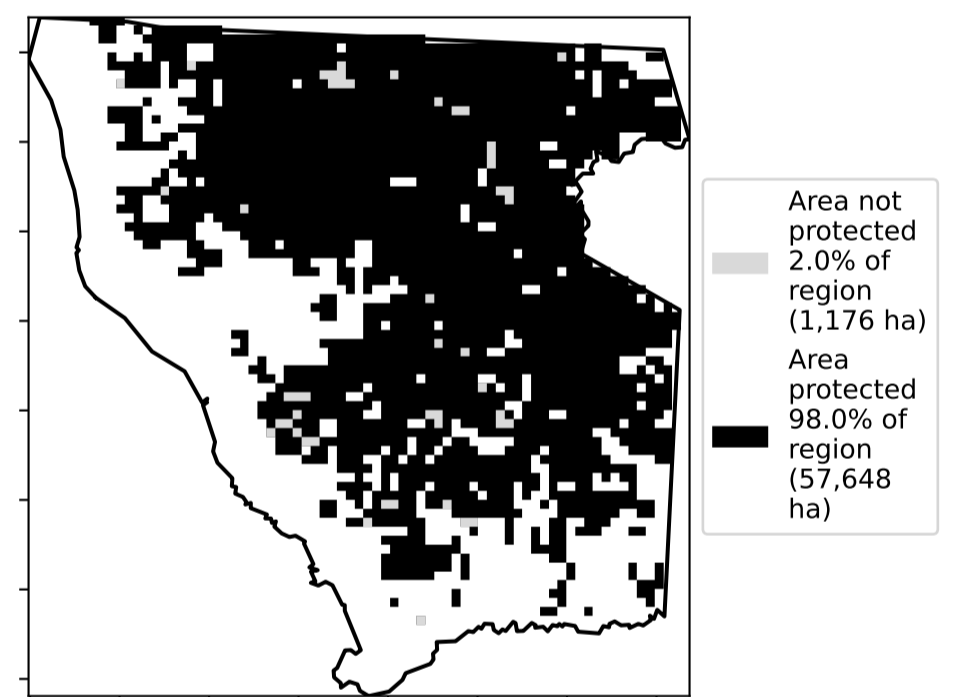 Area not
protected
2.0% of
region
(1,176 ha)
Area
protected
98.0% of
region
(57,648
ha)